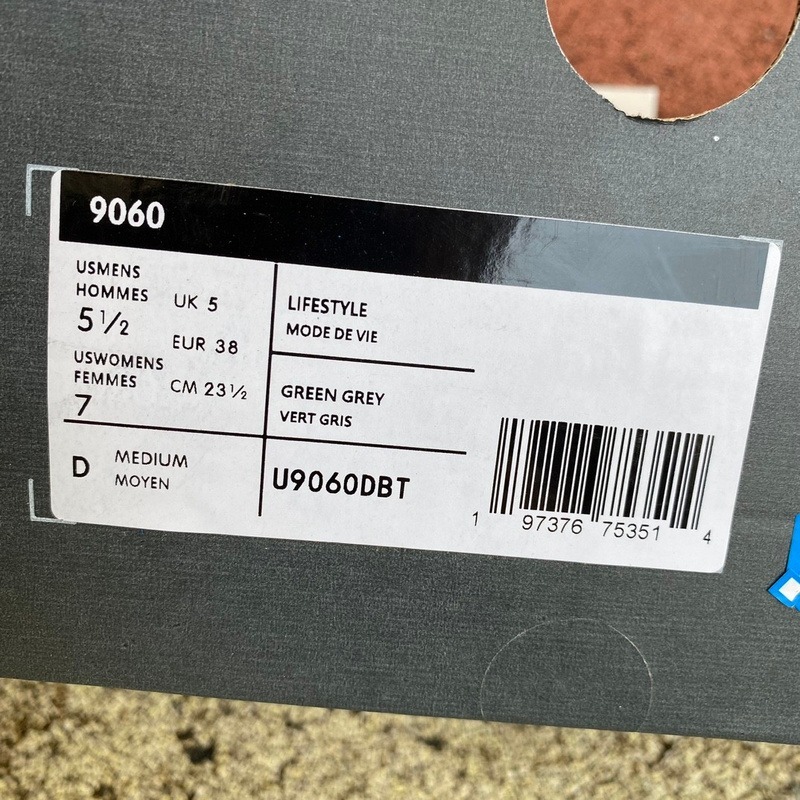 9060
USMENS
HOMMES
5 ½
UK 5
EUR 38
USWOMENS
FEMMES
7
CM 23 ½
LIFESTYLE
MODE DE VIE
GREEN GREY
VERT GRIS
D
MEDIUM
MOYEN
U9060DBT
1 97376 75351 4